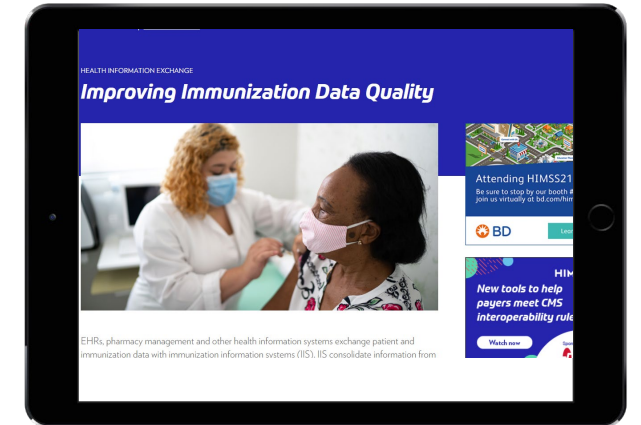 HEALTH INFORMATION EXCHANGE
Improving Immunization Data Quality
EHRs, pharmacy management and other health information systems exchange patient and
immunization data with immunization information systems (IIS). IIS consolidate information from
Attending HIMSS21
Be sure to stop by our booth #
join us virtually at bd.com/him
BD
Lear
HIM
New tools to help
payers meet CMS
interoperability rule
Watch now
Spon